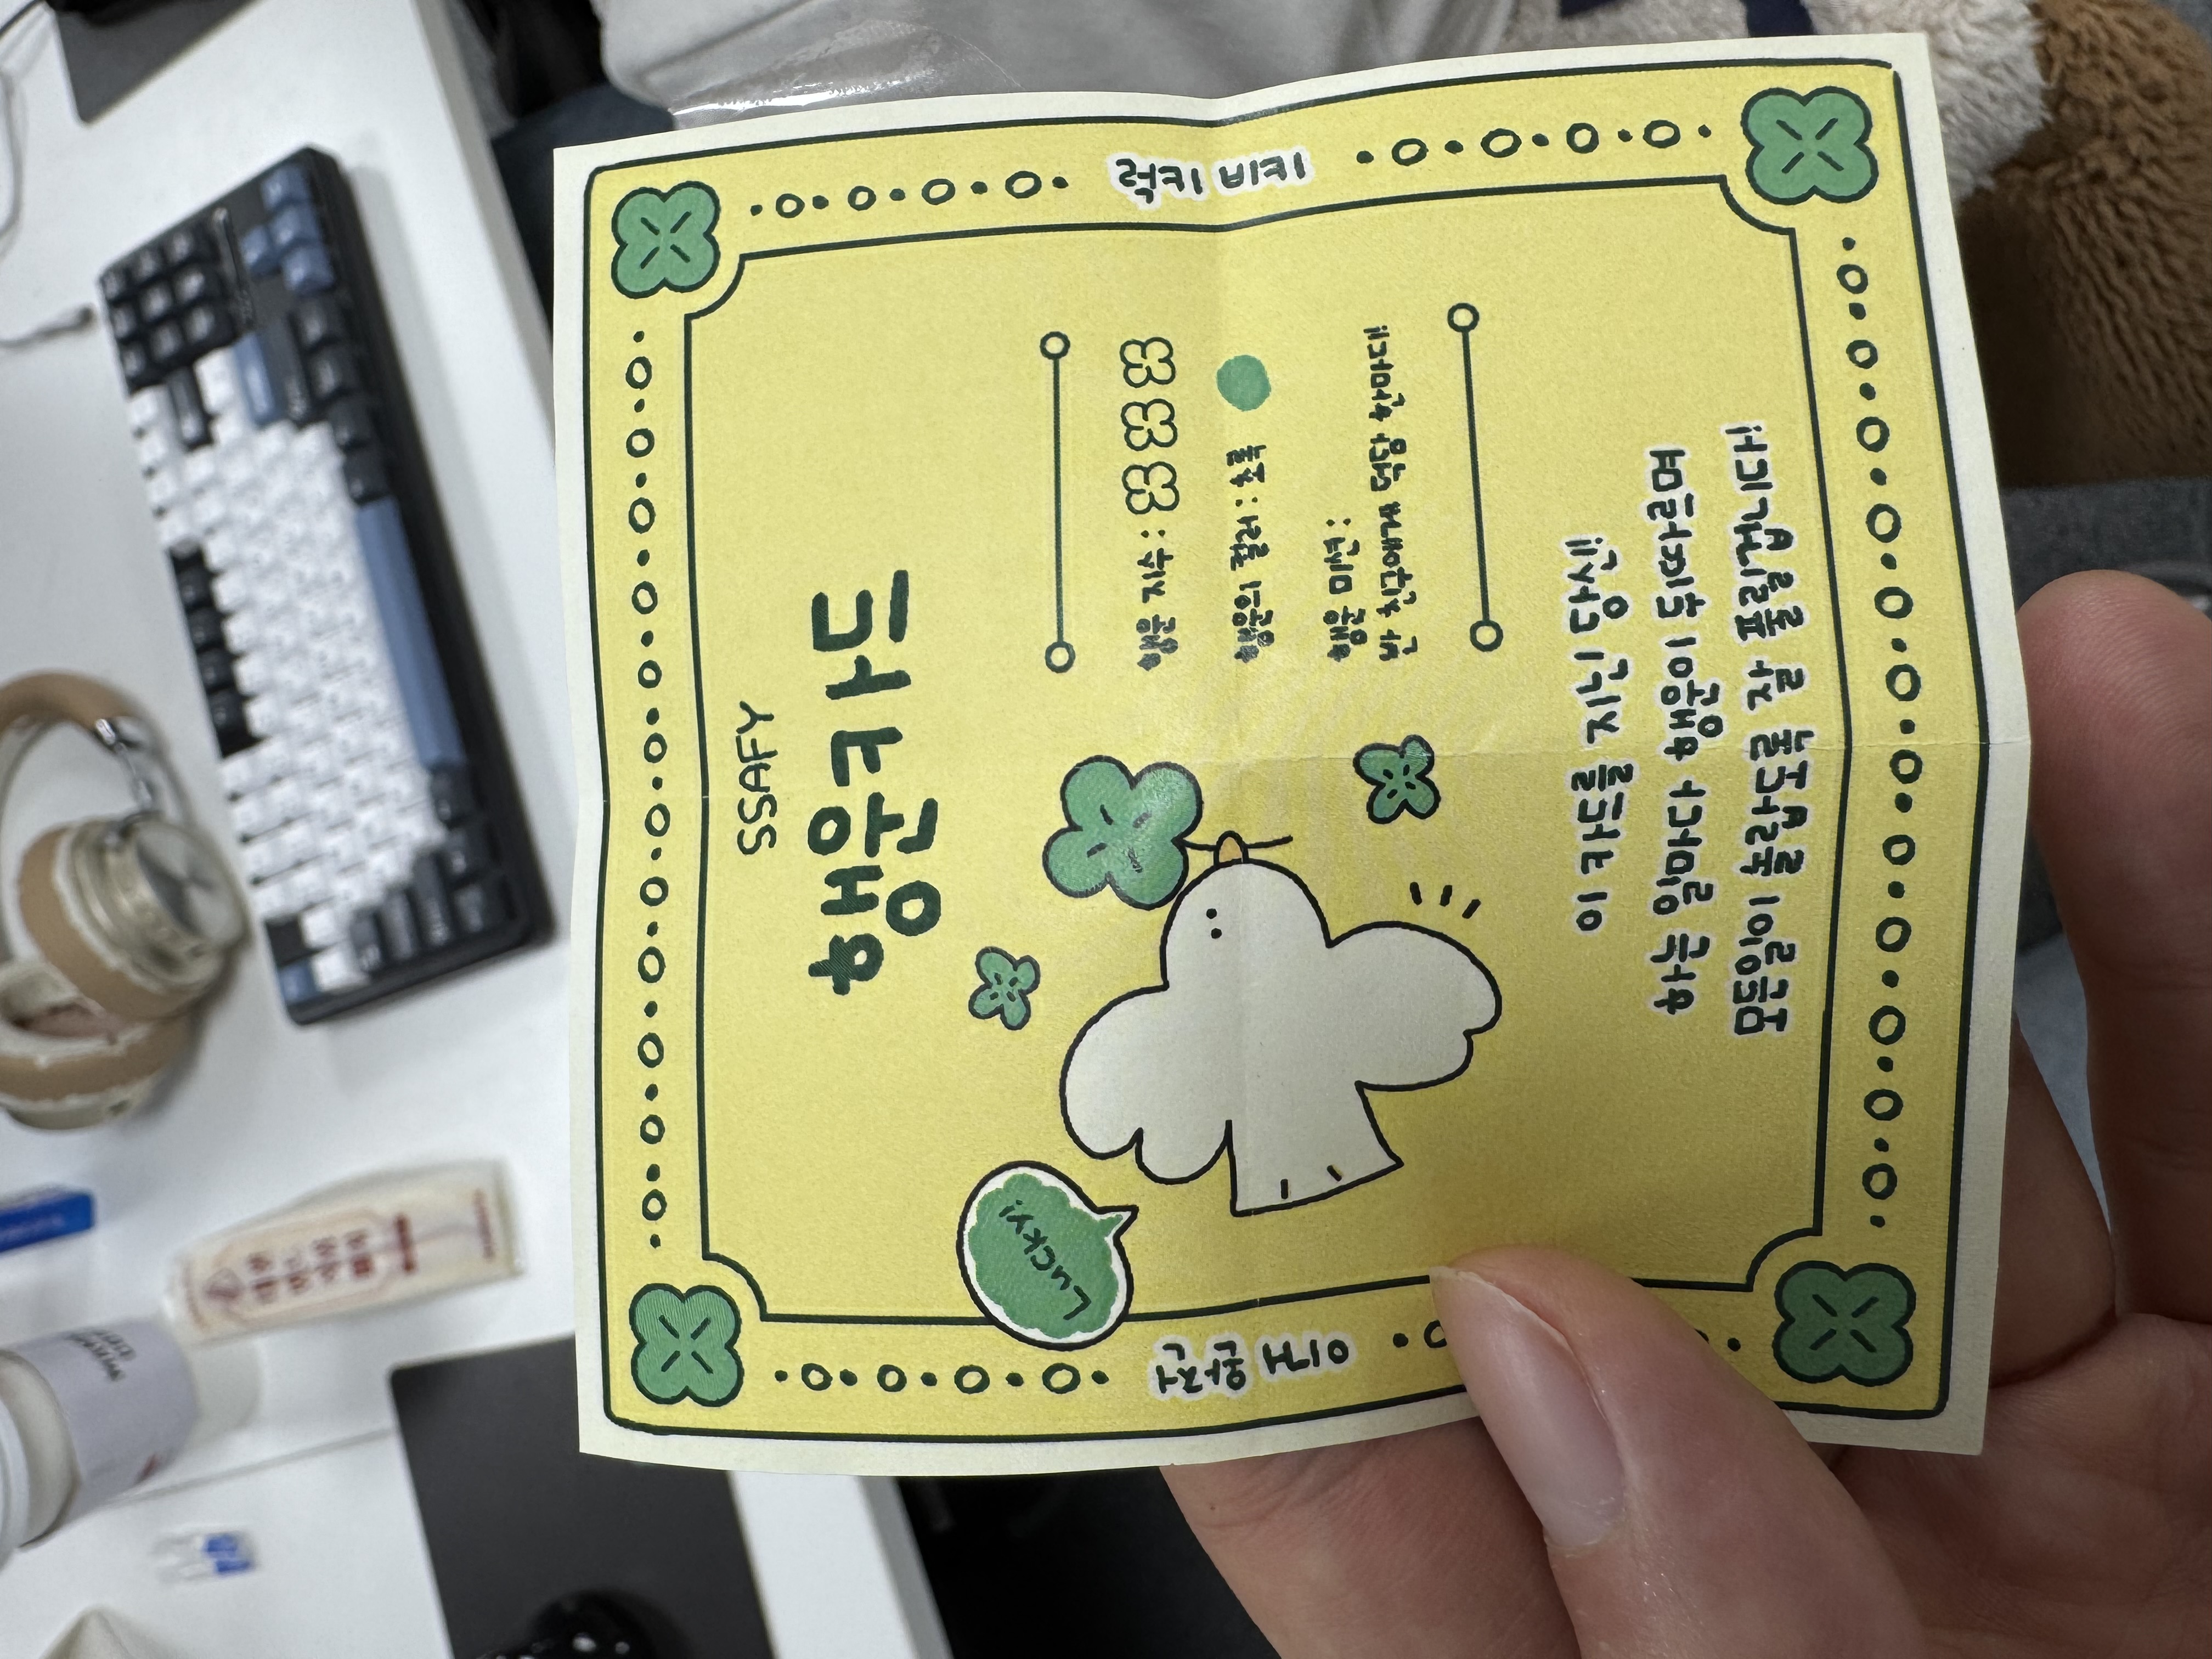 SSAFY
행운카드
Lucky!
행운 지수 :
행운의 컬러 : 초록
행운 미션 :
반 친구에게 덕담 한마디!
이거 완전
럭키 비키
이 카드를 지닌 당신!
하는 일마다 행운이 뒤따르며
모든일이 놀랍도록 잘 풀릴겁니다!